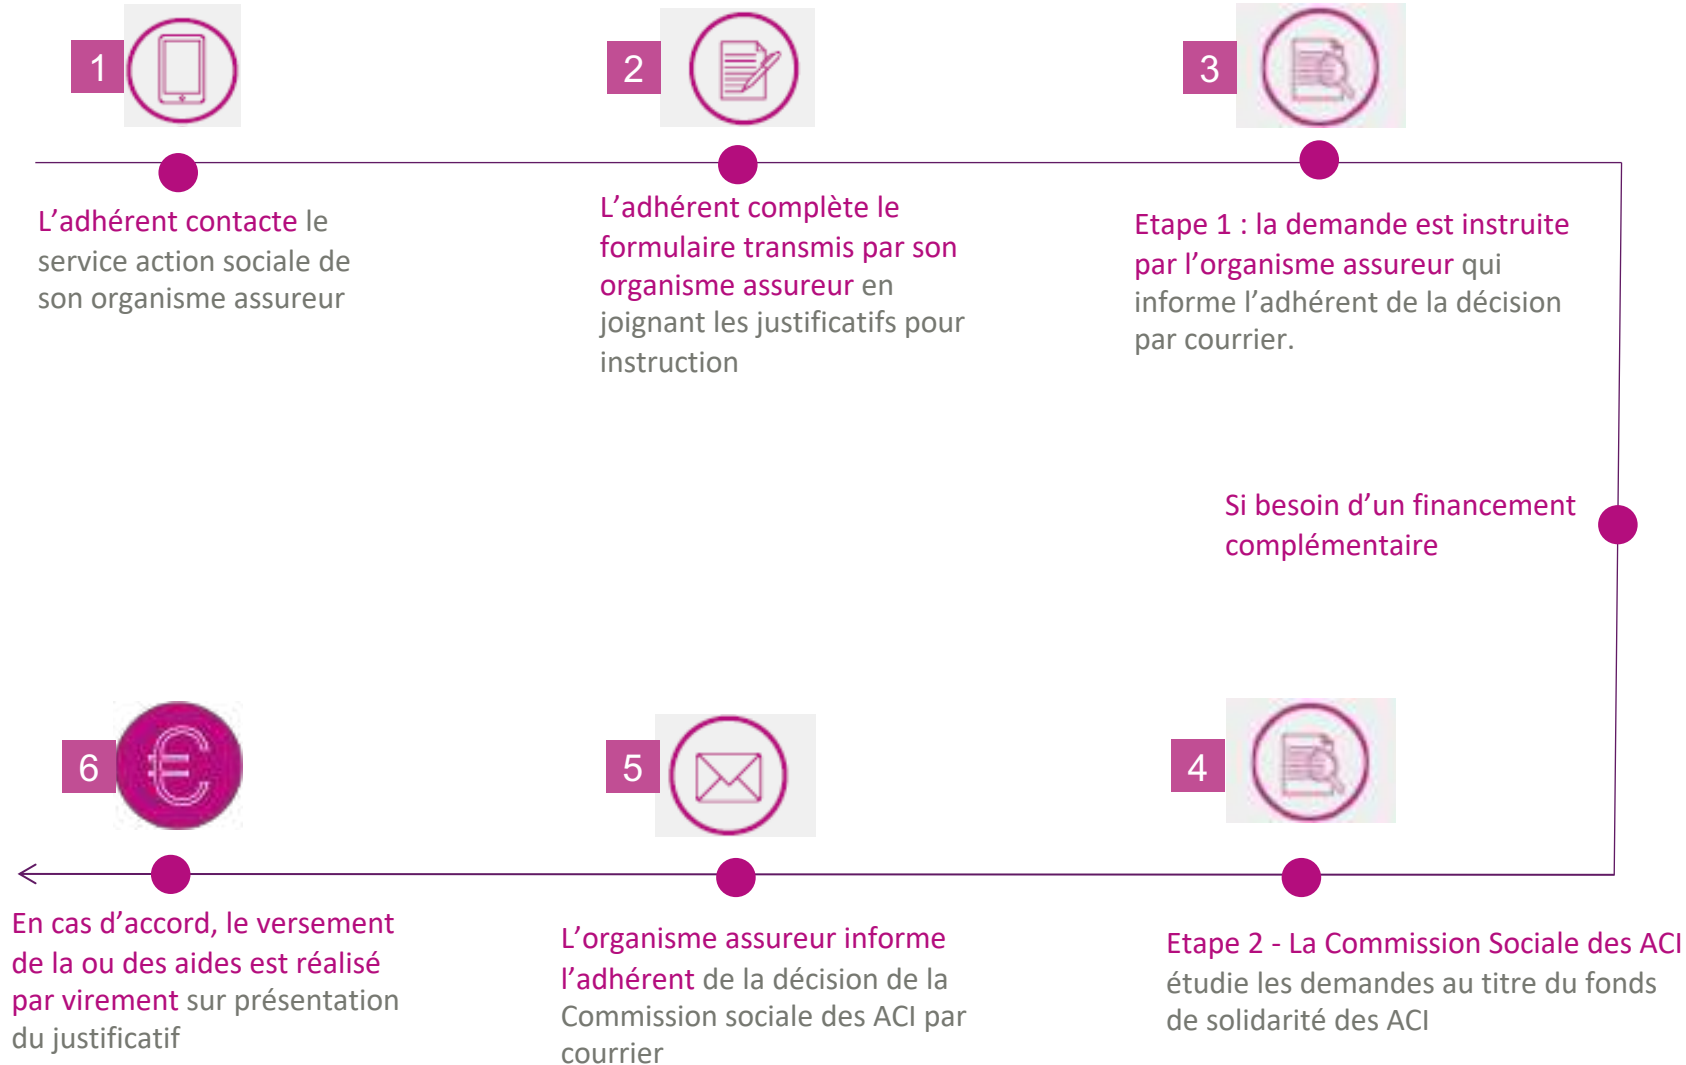 1
L’adhérent contacte le
service action sociale de
son organisme assureur
2
L’adhérent complète le
formulaire transmis par son
organisme assureur en
joignant les justificatifs pour
instruction
3
Etape 1 : la demande est instruite
par l’organisme assureur qui
informe l’adhérent de la décision
par courrier.
Si besoin d’un financement
complémentaire
4
Etape 2 - La Commission Sociale des ACI
étudie les demandes au titre du fonds
de solidarité des ACI
5
L’organisme assureur informe
l’adhérent de la décision de la
Commission sociale des ACI par
courrier
6
€
En cas d’accord, le versement
de la ou des aides est réalisé
par virement sur présentation
du justificatif